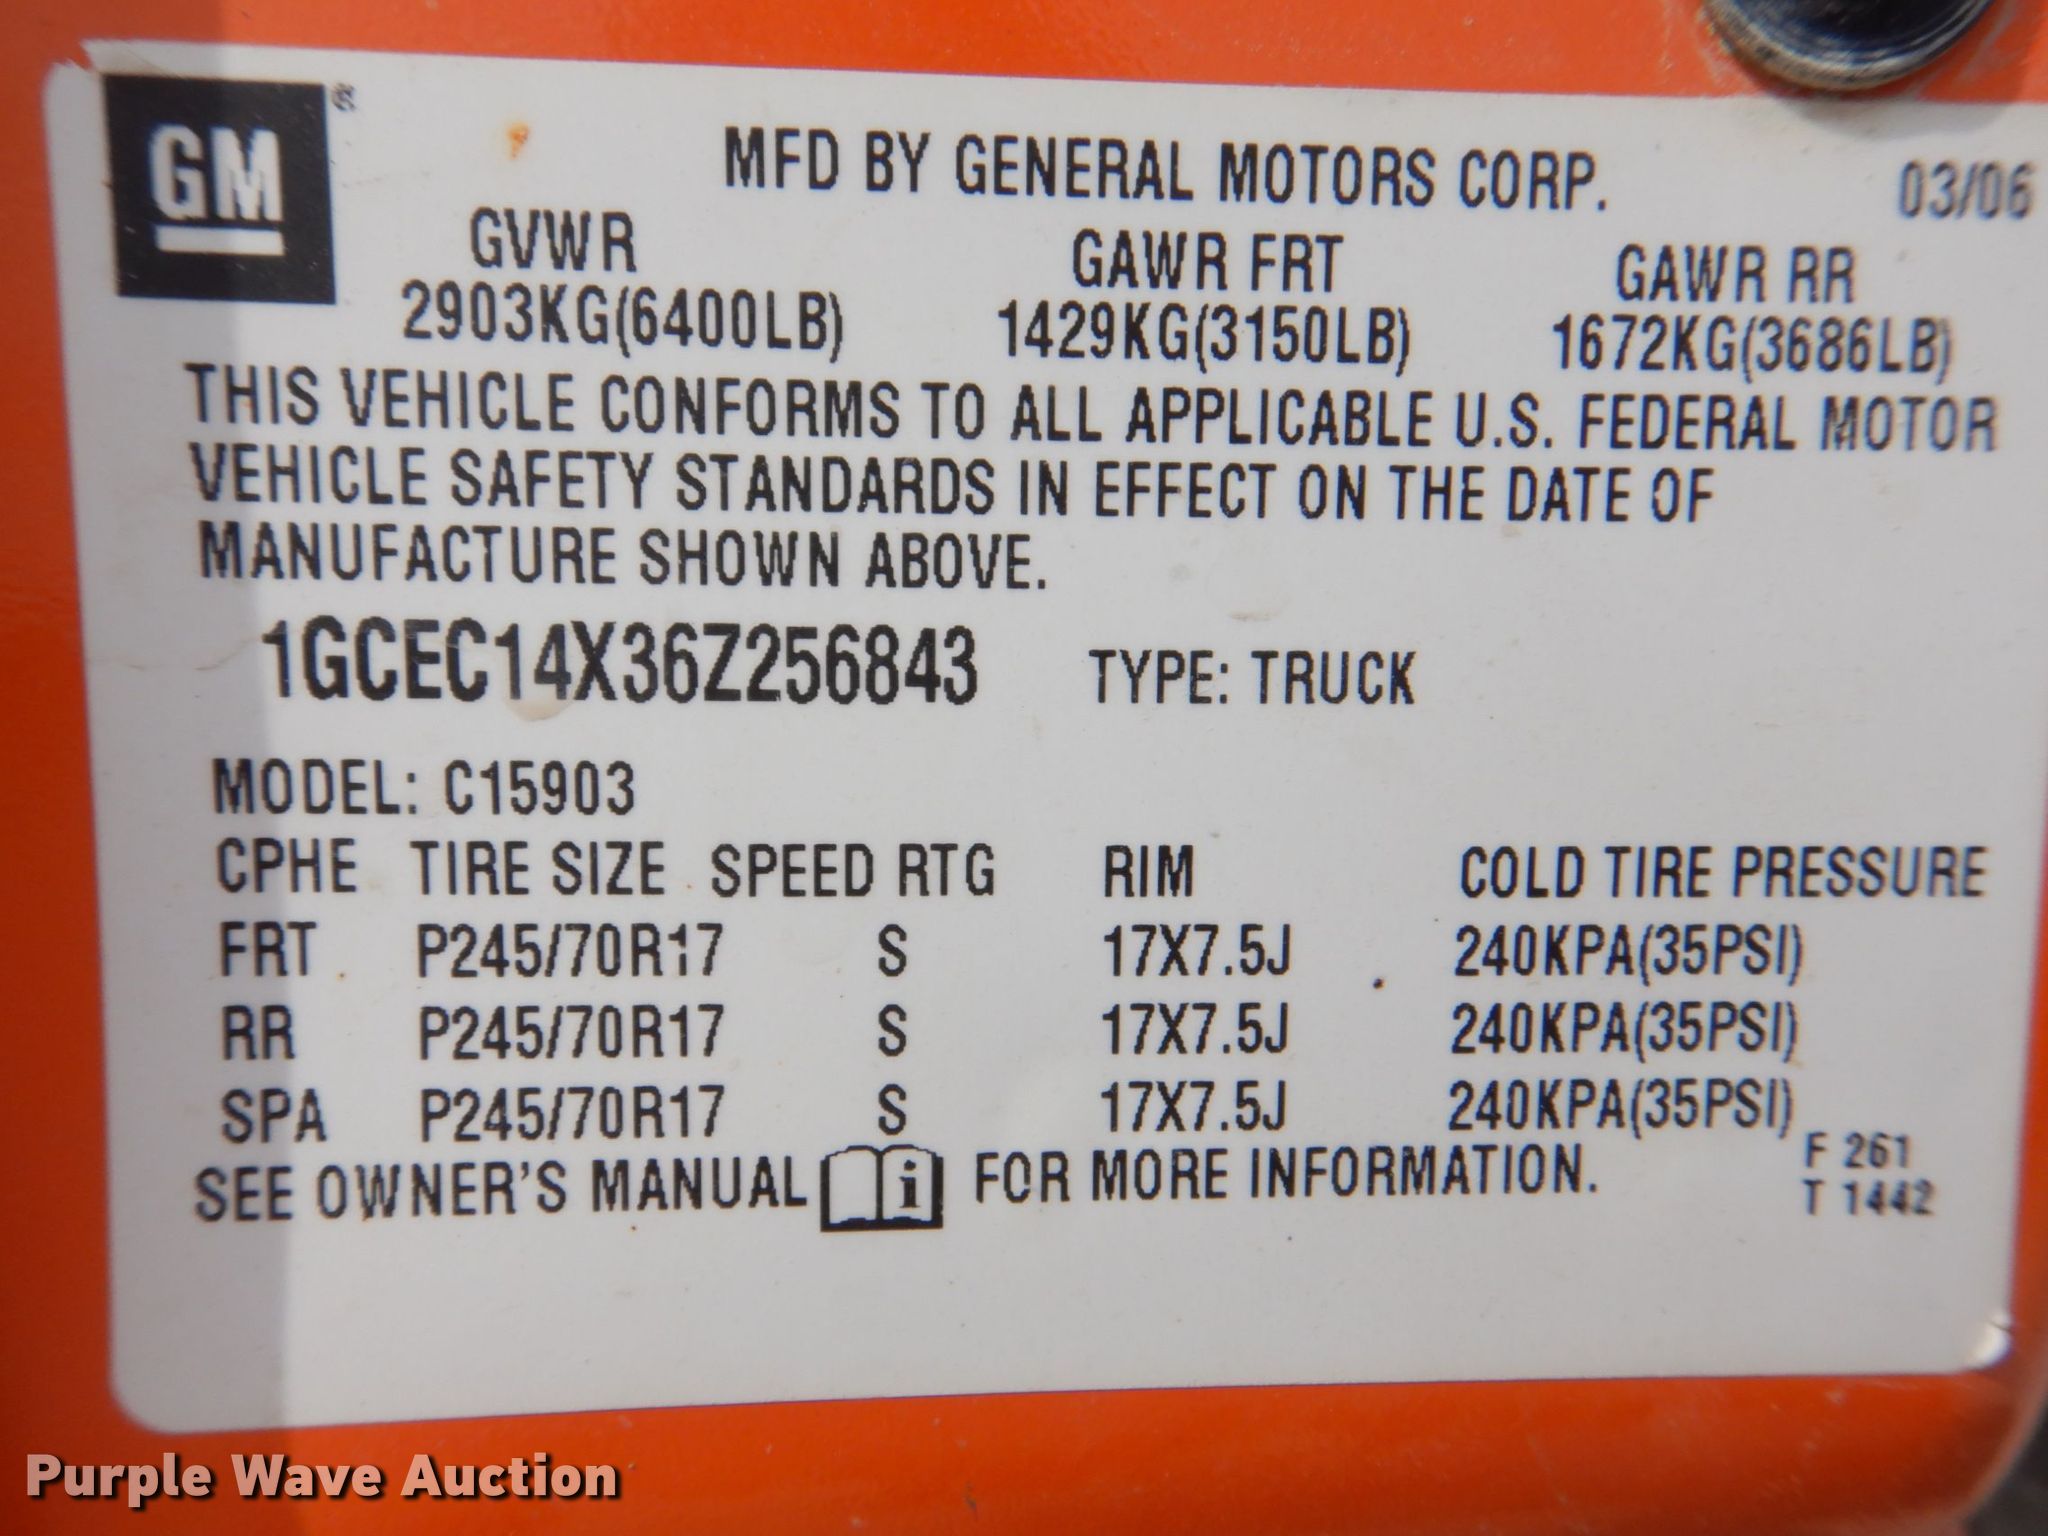 GM ®
MFD BY GENERAL MOTORS CORP. 03/06
GVWR GAWR FRT GAWR RR
2903KG(6400LB) 1429KG(3150LB) 1672KG(3686LB)
THIS VEHICLE CONFORMS TO ALL APPLICABLE U.S. FEDERAL MOTOR
VEHICLE SAFETY STANDARDS IN EFFECT ON THE DATE OF
MANUFACTURE SHOWN ABOVE.
1GCEC14X36Z256843 TYPE: TRUCK
MODEL: C15903
CPHE TIRE SIZE SPEED RTG RIM COLD TIRE PRESSURE
FRT P245/70R17 S 17X7.5J 240KPA(35PSI)
RR P245/70R17 S 17X7.5J 240KPA(35PSI)
SPA P245/70R17 S 17X7.5J 240KPA(35PSI)
SEE OWNER'S MANUAL i FOR MORE INFORMATION.
F 261
T 1442
Purple Wave Auction